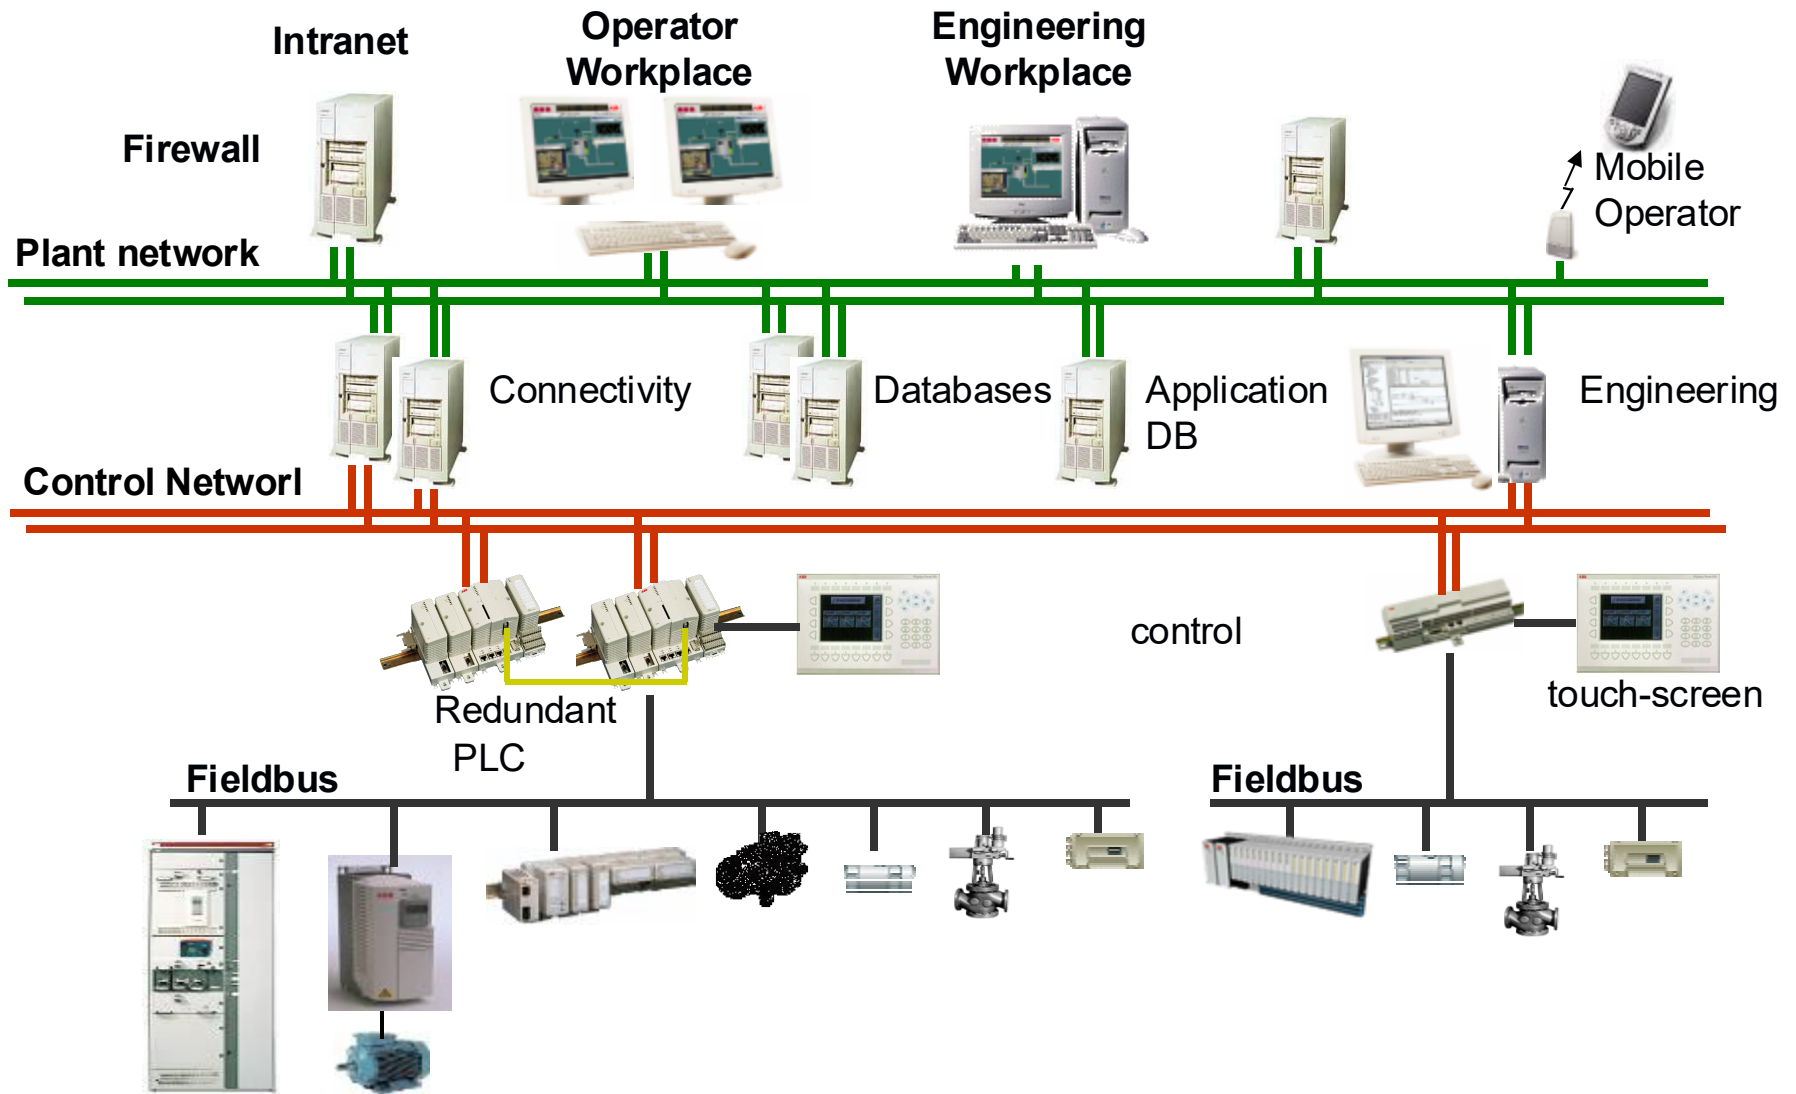 Intranet
Operator
Workplace
Engineering
Workplace
Firewall
Mobile
Operator
Plant network
Connectivity
Databases
Application
DB
Engineering
Control Networl
control
Redundant
PLC
touch-screen
Fieldbus
Fieldbus